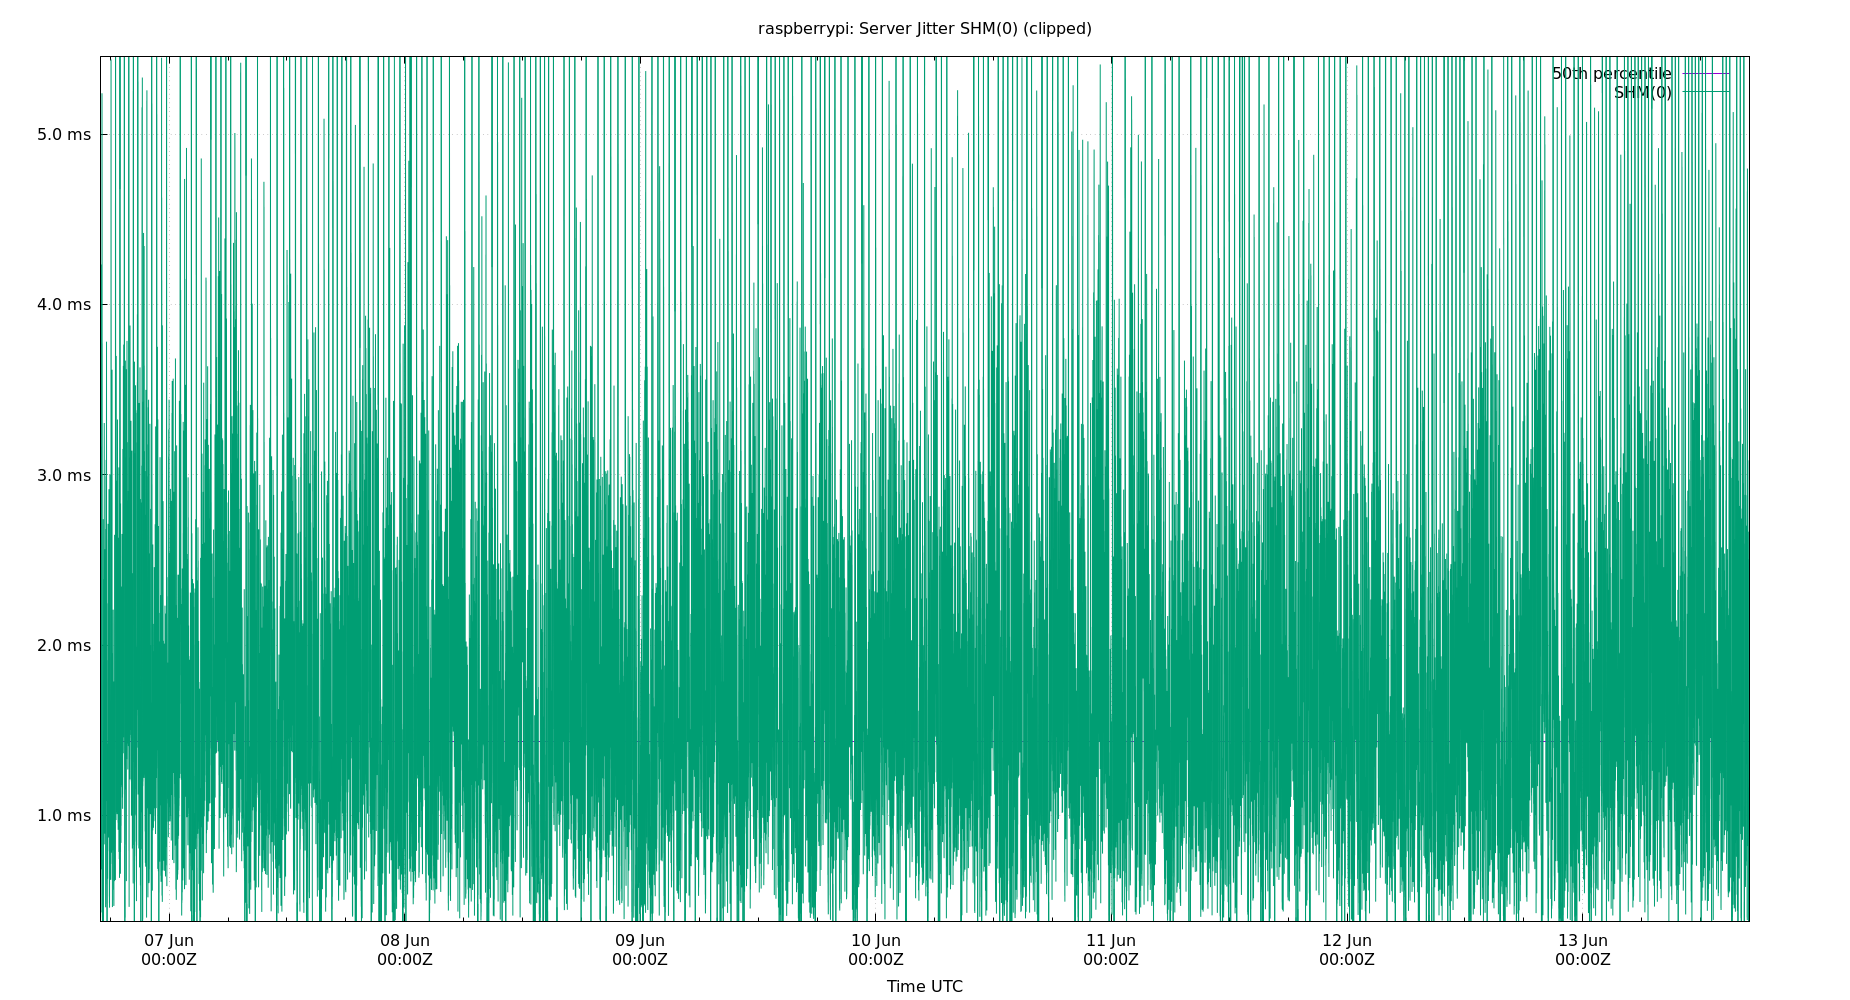 raspberrypi: Server Jitter SHM(0) (clipped)
50th percentile
SHM(0)
5.0 ms
4.0 ms
3.0 ms
2.0 ms
1.0 ms
07 Jun 08 Jun 09 Jun 10 Jun 11 Jun 12 Jun 13 Jun
00:00Z 00:00Z 00:00Z 00:00Z 00:00Z 00:00Z 00:00Z
Time UTC